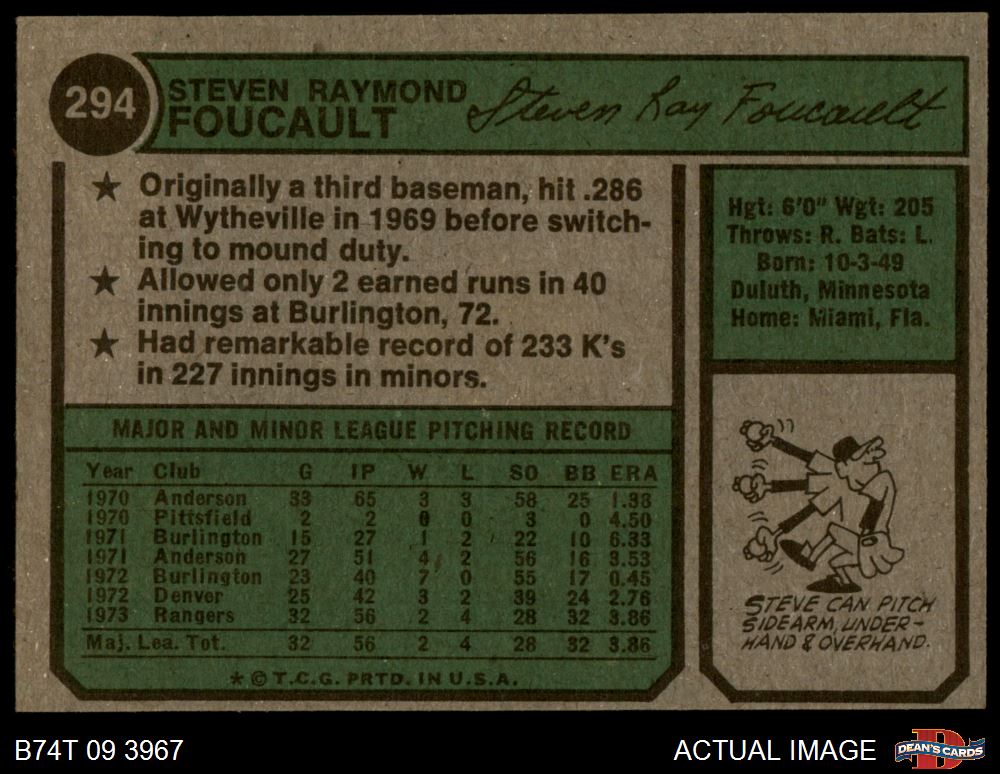 294
STEVEN RAYMOND
FOUCAULT
Steven Ray Foucault
★ Originally a third baseman, hit .286
at Wytheville in 1969 before switch-
ing to mound duty.
★ Allowed only 2 earned runs in 40
innings at Burlington, 72.
★ Had remarkable record of 233 K's
in 227 innings in minors.
Hgt: 6'0" Wgt: 205
Throws: R. Bats: L.
Born: 10-3-49
Duluth, Minnesota
Home: Miami, Fla.
MAJOR AND MINOR LEAGUE PITCHING RECORD
Year Club G IP W L SO BB ERA
1970 Anderson 33 65 3 3 58 25 1.38
1970 Pittsfield 2 2 0 0 3 0 4.50
1971 Burlington 15 27 1 2 22 10 6.33
1971 Anderson 27 51 4 2 56 16 3.53
1972 Burlington 23 40 7 0 55 17 0.45
1972 Denver 25 42 3 2 39 24 2.76
1973 Rangers 32 56 2 4 28 32 3.86
Maj. Lea. Tot. 32 56 2 4 28 32 3.86
★ © T.C.G. PRTD. IN U.S.A.
STEVE CAN PITCH
SIDEARM, UNDER-
HAND & OVERHAND.
B74T 09 3967
ACTUAL IMAGE
D
DEAN'S CARDS